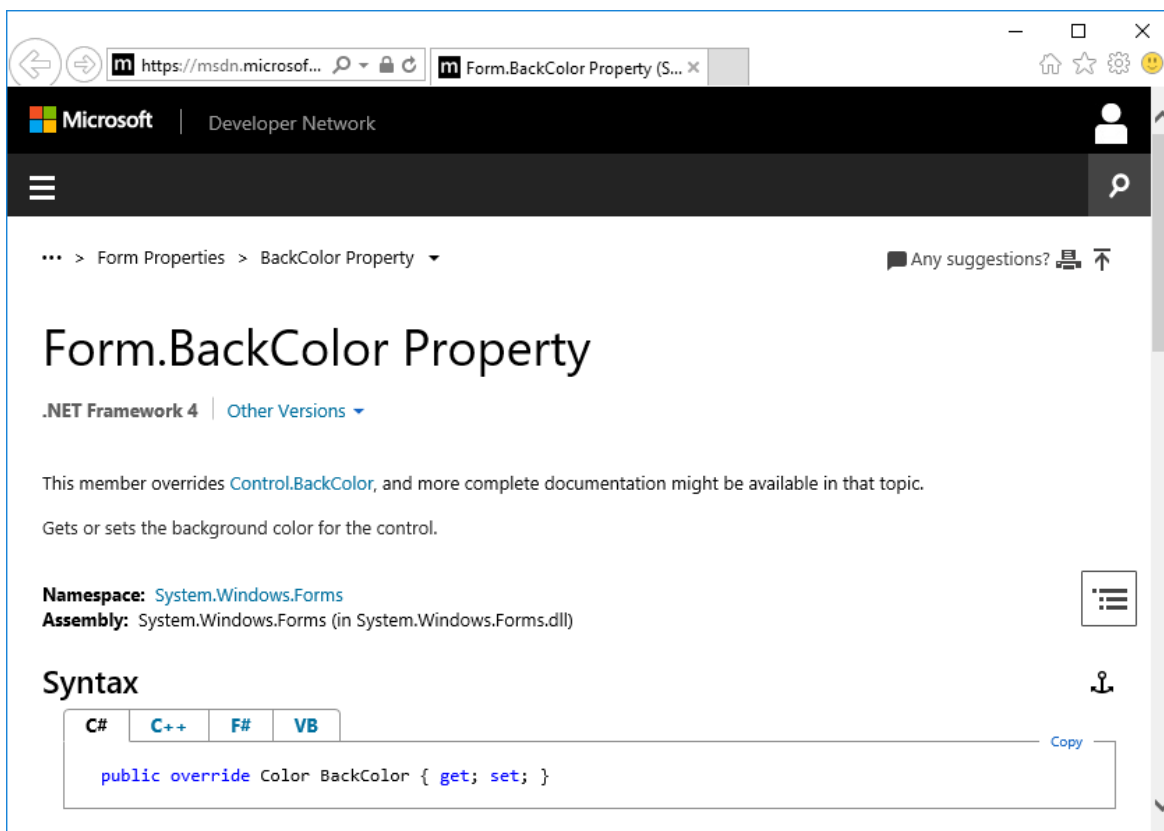 https://msdn.microsof...
Form.BackColor Property (S...
Microsoft Developer Network
... > Form Properties > BackColor Property
Any suggestions?
Form.BackColor Property
.NET Framework 4 Other Versions
This member overrides Control.BackColor, and more complete documentation might be available in that topic.
Gets or sets the background color for the control.
Namespace: System.Windows.Forms
Assembly: System.Windows.Forms (in System.Windows.Forms.dll)
Syntax
C# C++ F# VB
Copy
public override Color BackColor { get; set; }